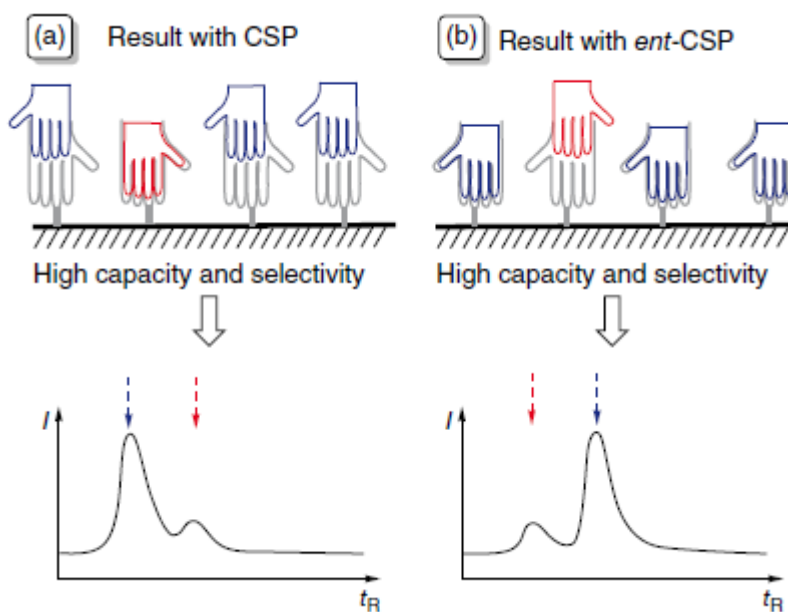 (a) Result with CSP
High capacity and selectivity
I
tR
(b) Result with ent-CSP
High capacity and selectivity
I
tR